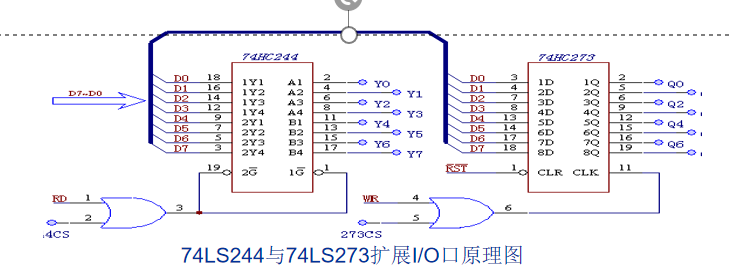 74HC244
74HC273
D7~D0
D0 18 1Y1 A1 2 Y0
D1 16 1Y2 A2 4 Y1
D2 14 1Y3 A3 6 Y2
D3 12 1Y4 A4 8 Y3
D4 9 2Y1 B1 11 Y4
D5 7 2Y2 B2 13 Y5
D6 5 2Y3 B3 15 Y6
D7 3 2Y4 B4 17 Y7
19 2G 1G 1
D0 3 1D 1Q 2 Q0
D1 4 2D 2Q 5
D2 7 3D 3Q 6 Q2
D3 8 4D 4Q 9
D4 13 5D 5Q 12 Q4
D5 14 6D 6Q 15
D6 17 7D 7Q 16 Q6
D7 18 8D 8Q 19
RST 1 CLR CLK 11
RD 1
2
3
4CS
WR 4
5
6
273CS
74LS244与74LS273扩展I/O口原理图